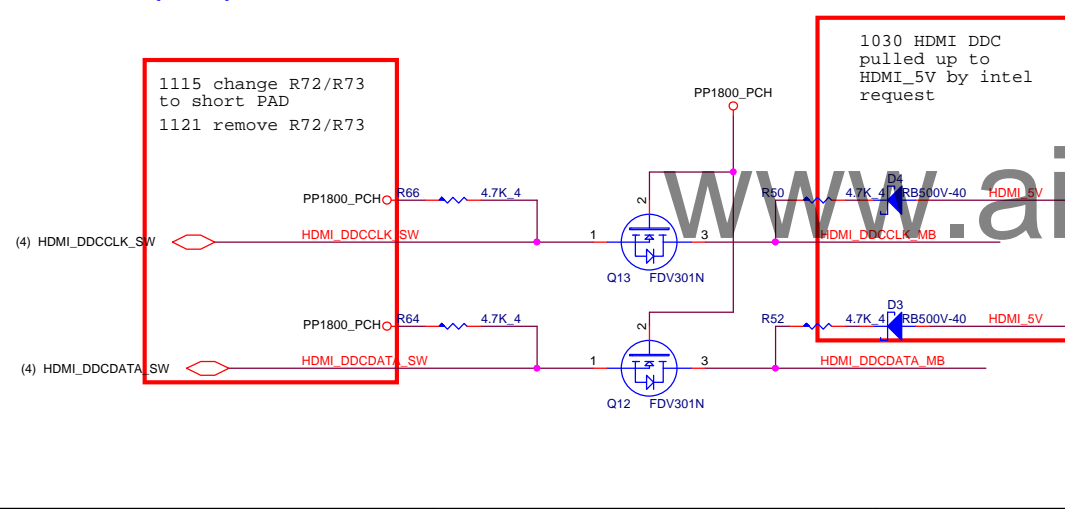 1030 HDMI DDC
pulled up to
HDMI_5V by intel
request
1115 change R72/R73
to short PAD
1121 remove R72/R73
PP1800_PCH
www.ai
PP1800_PCH
R66
4.7K_4
2
R50
4.7K_4
D4
RB500V-40
HDMI_5V
(4) HDMI_DDCCLK_SW
HDMI_DDCCLK_SW
1
3
HDMI_DDCCLK_MB
Q13
FDV301N
PP1800_PCH
R64
4.7K_4
2
R52
4.7K_4
D3
RB500V-40
HDMI_5V
(4) HDMI_DDCDATA_SW
HDMI_DDCDATA_SW
1
3
HDMI_DDCDATA_MB
Q12
FDV301N